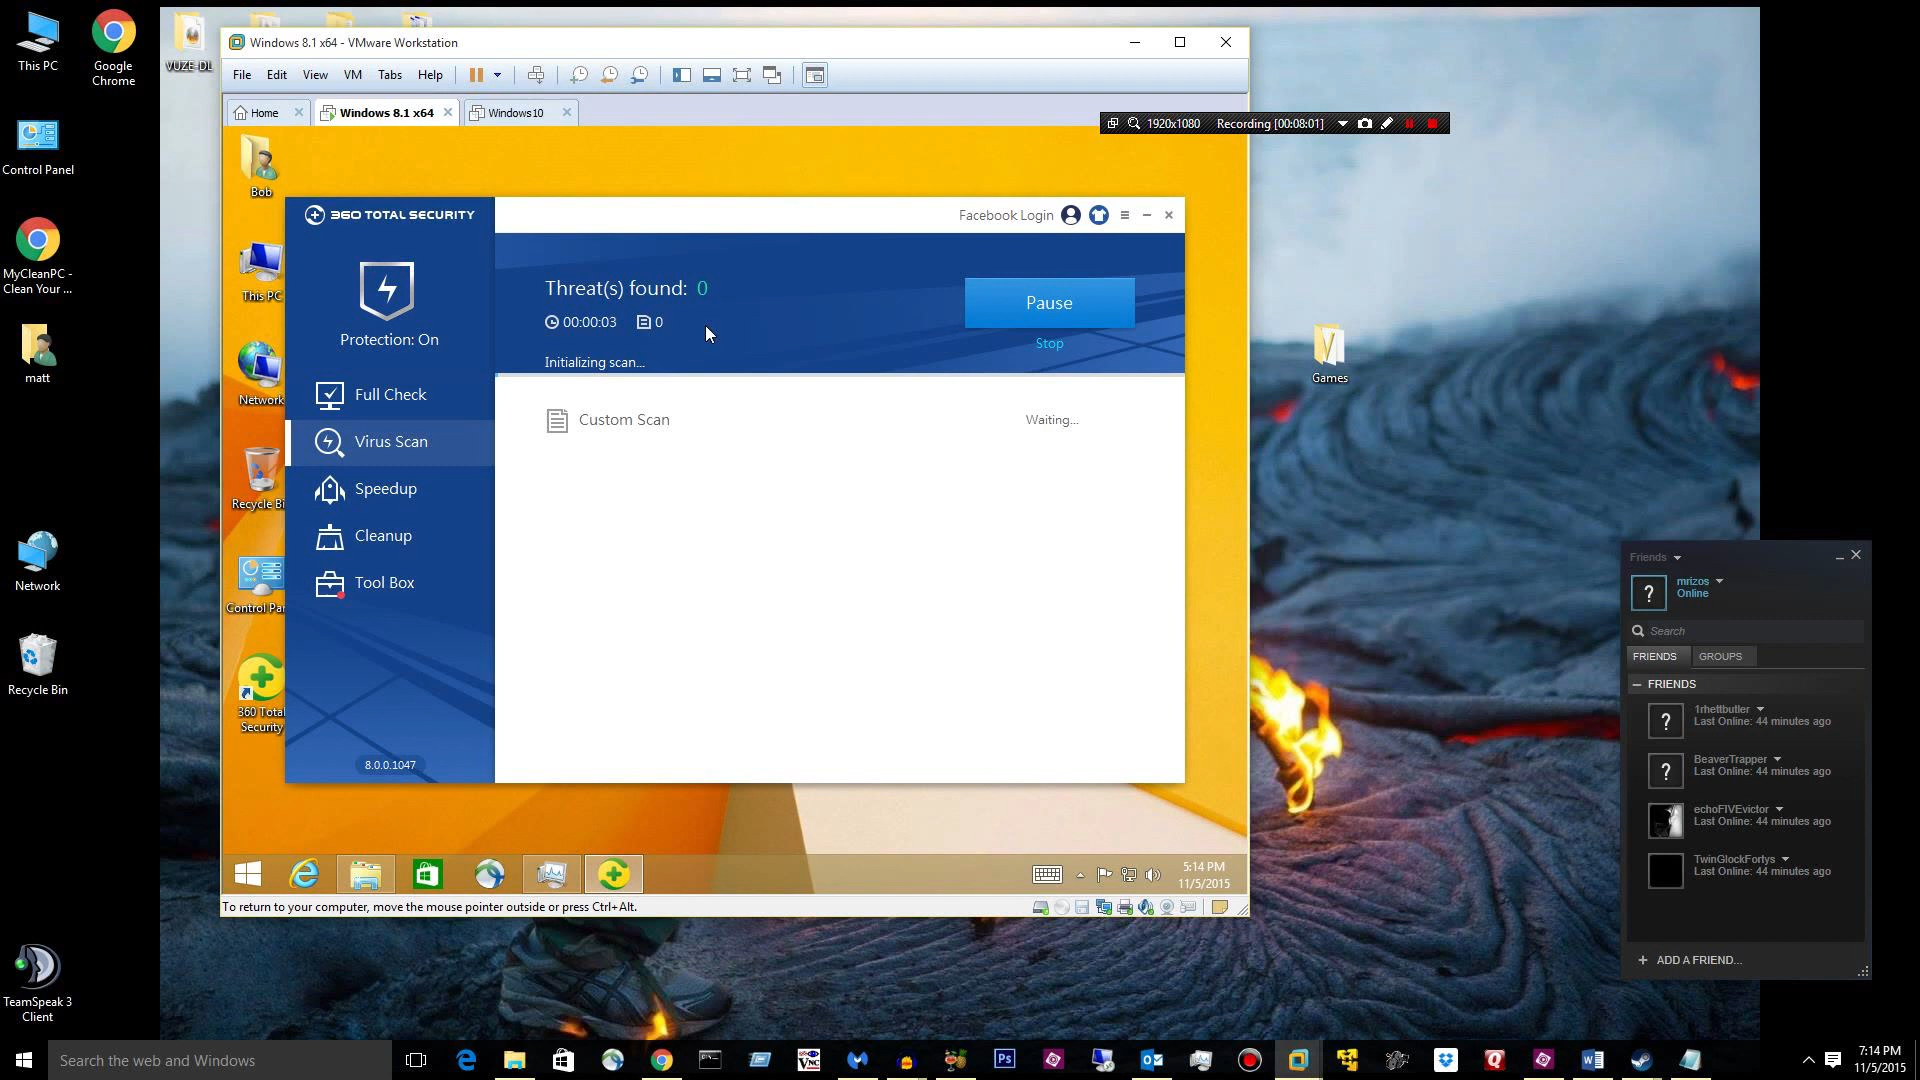 This PC
Google
Chrome
Control Panel
MyCleanPC -
Clean Your ...
matt
Network
Recycle Bin
TeamSpeak 3
Client
VUZE-DL
Windows 8.1 x64 - VMware Workstation
File Edit View VM Tabs Help
Home
Windows 8.1 x64
Windows10
1920x1080 Recording [00:08:01]
Bob
This PC
Network
Recycle Bi
Control Pan
360 Total
Security
360 TOTAL SECURITY
Facebook Login
Protection: On
Full Check
Virus Scan
Speedup
Cleanup
Tool Box
8.0.0.1047
Threat(s) found: 0
00:00:03 0
Initializing scan...
Pause
Stop
Custom Scan Waiting...
5:14 PM
11/5/2015
To return to your computer, move the mouse pointer outside or press Ctrl+Alt.
Games
Friends
mrizos
Online
Search
FRIENDS GROUPS
FRIENDS
1rhettbutler
Last Online: 44 minutes ago
BeaverTrapper
Last Online: 44 minutes ago
echoFIVEvictor
Last Online: 44 minutes ago
TwinGlockFortys
Last Online: 44 minutes ago
+ ADD A FRIEND...
Search the web and Windows
VNC
Ps
7:14 PM
11/5/2015